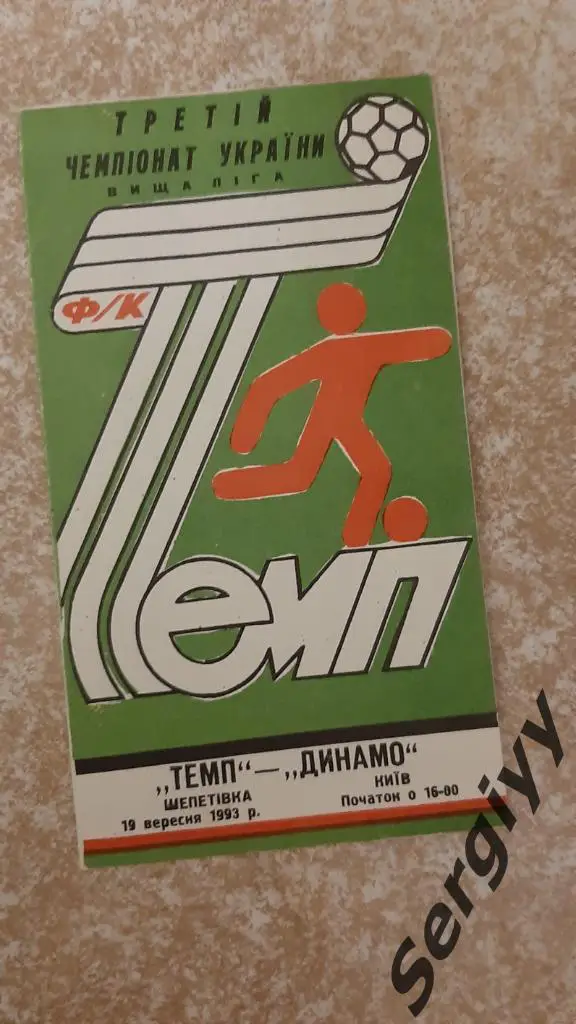 ТРЕТІЙ
ЧЕМПІОНАТ УКРАЇНИ
ВИЩА ЛІГА
Ф/К
Темп
„ТЕМП“ — „ДИНАМО“
ШЕПЕТІВКА КИЇВ
19 вересня 1993 р. Початок о 16-00
Sergiyy